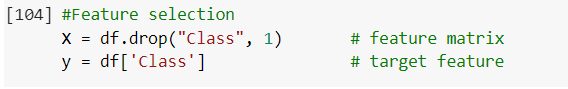 [104] #Feature selection
X = df.drop("Class", 1)       # feature matrix
y = df['Class']               # target feature